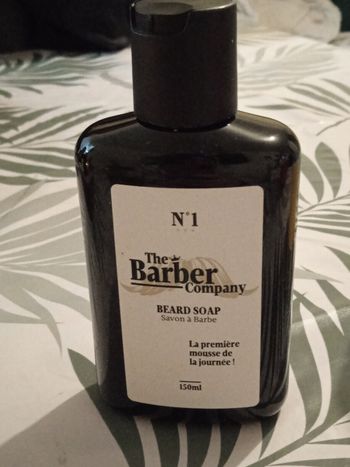 N°1
The
Barber
Company
BEARD SOAP
Savon à Barbe
La première
mousse de
la journée !
150ml